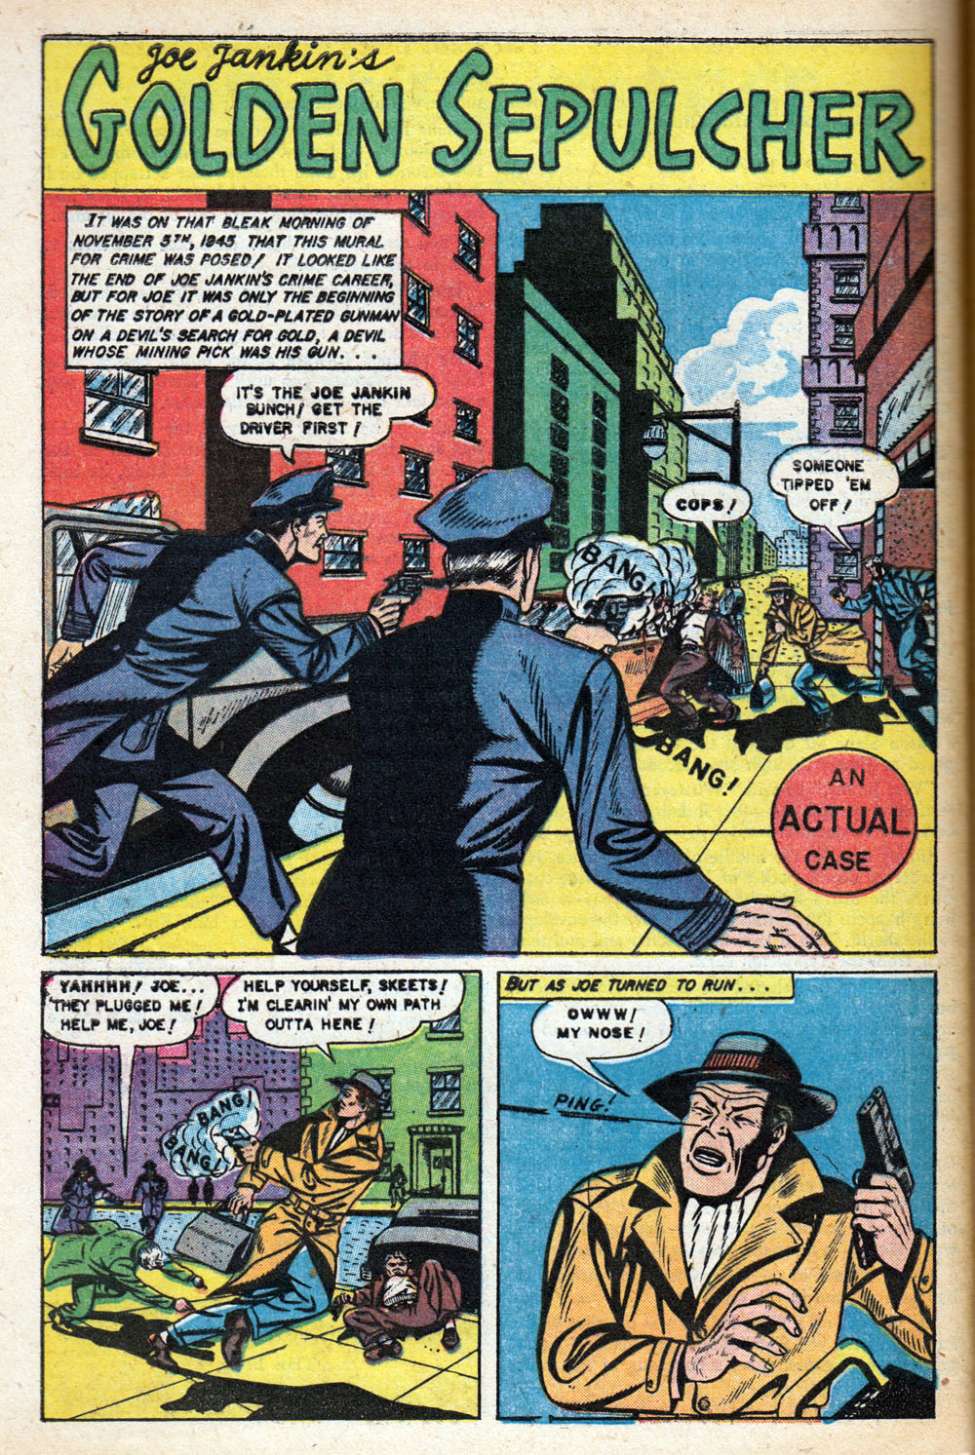 Joe Jankin's
GOLDEN SEPULCHER
IT WAS ON THAT BLEAK MORNING OF
NOVEMBER 5TH, 1945 THAT THIS MURAL
FOR CRIME WAS POSED! IT LOOKED LIKE
THE END OF JOE JANKIN'S CRIME CAREER,
BUT FOR JOE IT WAS ONLY THE BEGINNING
OF THE STORY OF A GOLD-PLATED GUNMAN
ON A DEVIL'S SEARCH FOR GOLD, A DEVIL
WHOSE MINING PICK WAS HIS GUN. . .
IT'S THE JOE JANKIN
BUNCH! GET THE
DRIVER FIRST!
COPS!
SOMEONE
TIPPED 'EM
OFF!
BANG!
BANG!
AN
ACTUAL
CASE
YAHHHH! JOE...
THEY PLUGGED ME!
HELP ME, JOE!
HELP YOURSELF, SKEETS!
I'M CLEARIN' MY OWN PATH
OUTTA HERE!
BANG!
BANG!
BUT AS JOE TURNED TO RUN...
OWWW!
MY NOSE!
PING!